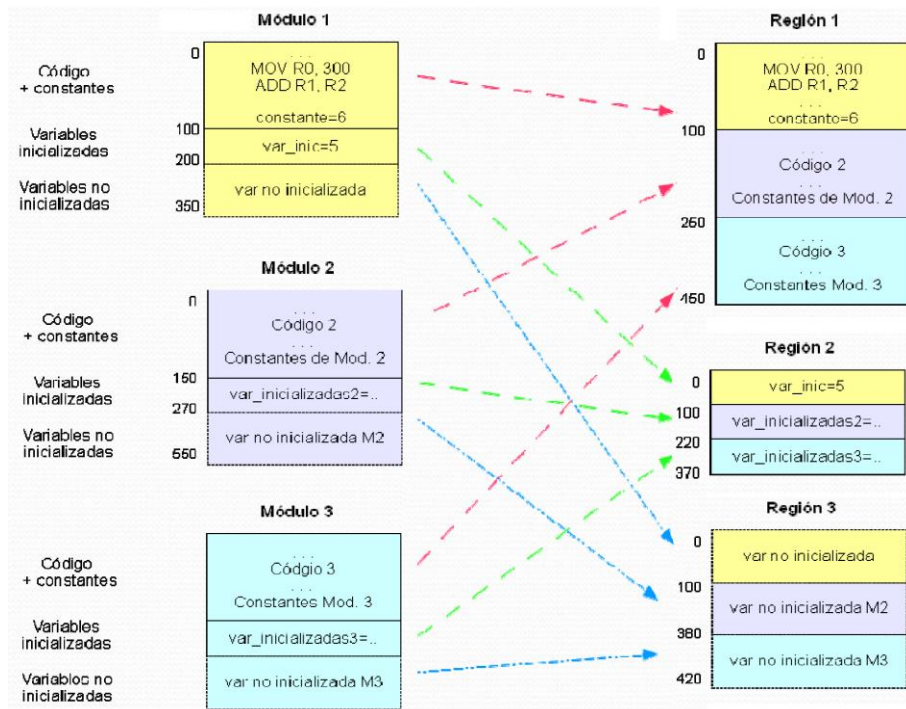 Módulo 1
0
Código
+ constantes
. . .
MOV R0, 300
ADD R1, R2
constante=6
100
Variables
inicializadas
var_inic=5
200
Variables no
inicializadas
var no inicializada
350
Módulo 2
0
Código
+ constantes
. . .
Código 2
. . .
Constantes de Mod. 2
150
Variables
inicializadas
var_inicializadas2=..
270
Variables no
inicializadas
var no inicializada M2
550
Módulo 3
Código
+ constantes
. . .
Códgio 3
. . .
Constantes Mod. 3
Variables
inicializadas
var_inicializadas3=..
Variables no
inicializadas
var no inicializada M3
Región 1
0
. . .
MOV R0, 300
ADD R1, R2
. . .
constante=6
100
. . .
Código 2
. . .
Constantes de Mod. 2
260
. . .
Códgio 3
. . .
Constantes Mod. 3
450
Región 2
0
var_inic=5
100
var_inicializadas2=..
220
var_inicializadas3=..
370
Región 3
0
var no inicializada
100
var no inicializada M2
380
var no inicializada M3
420